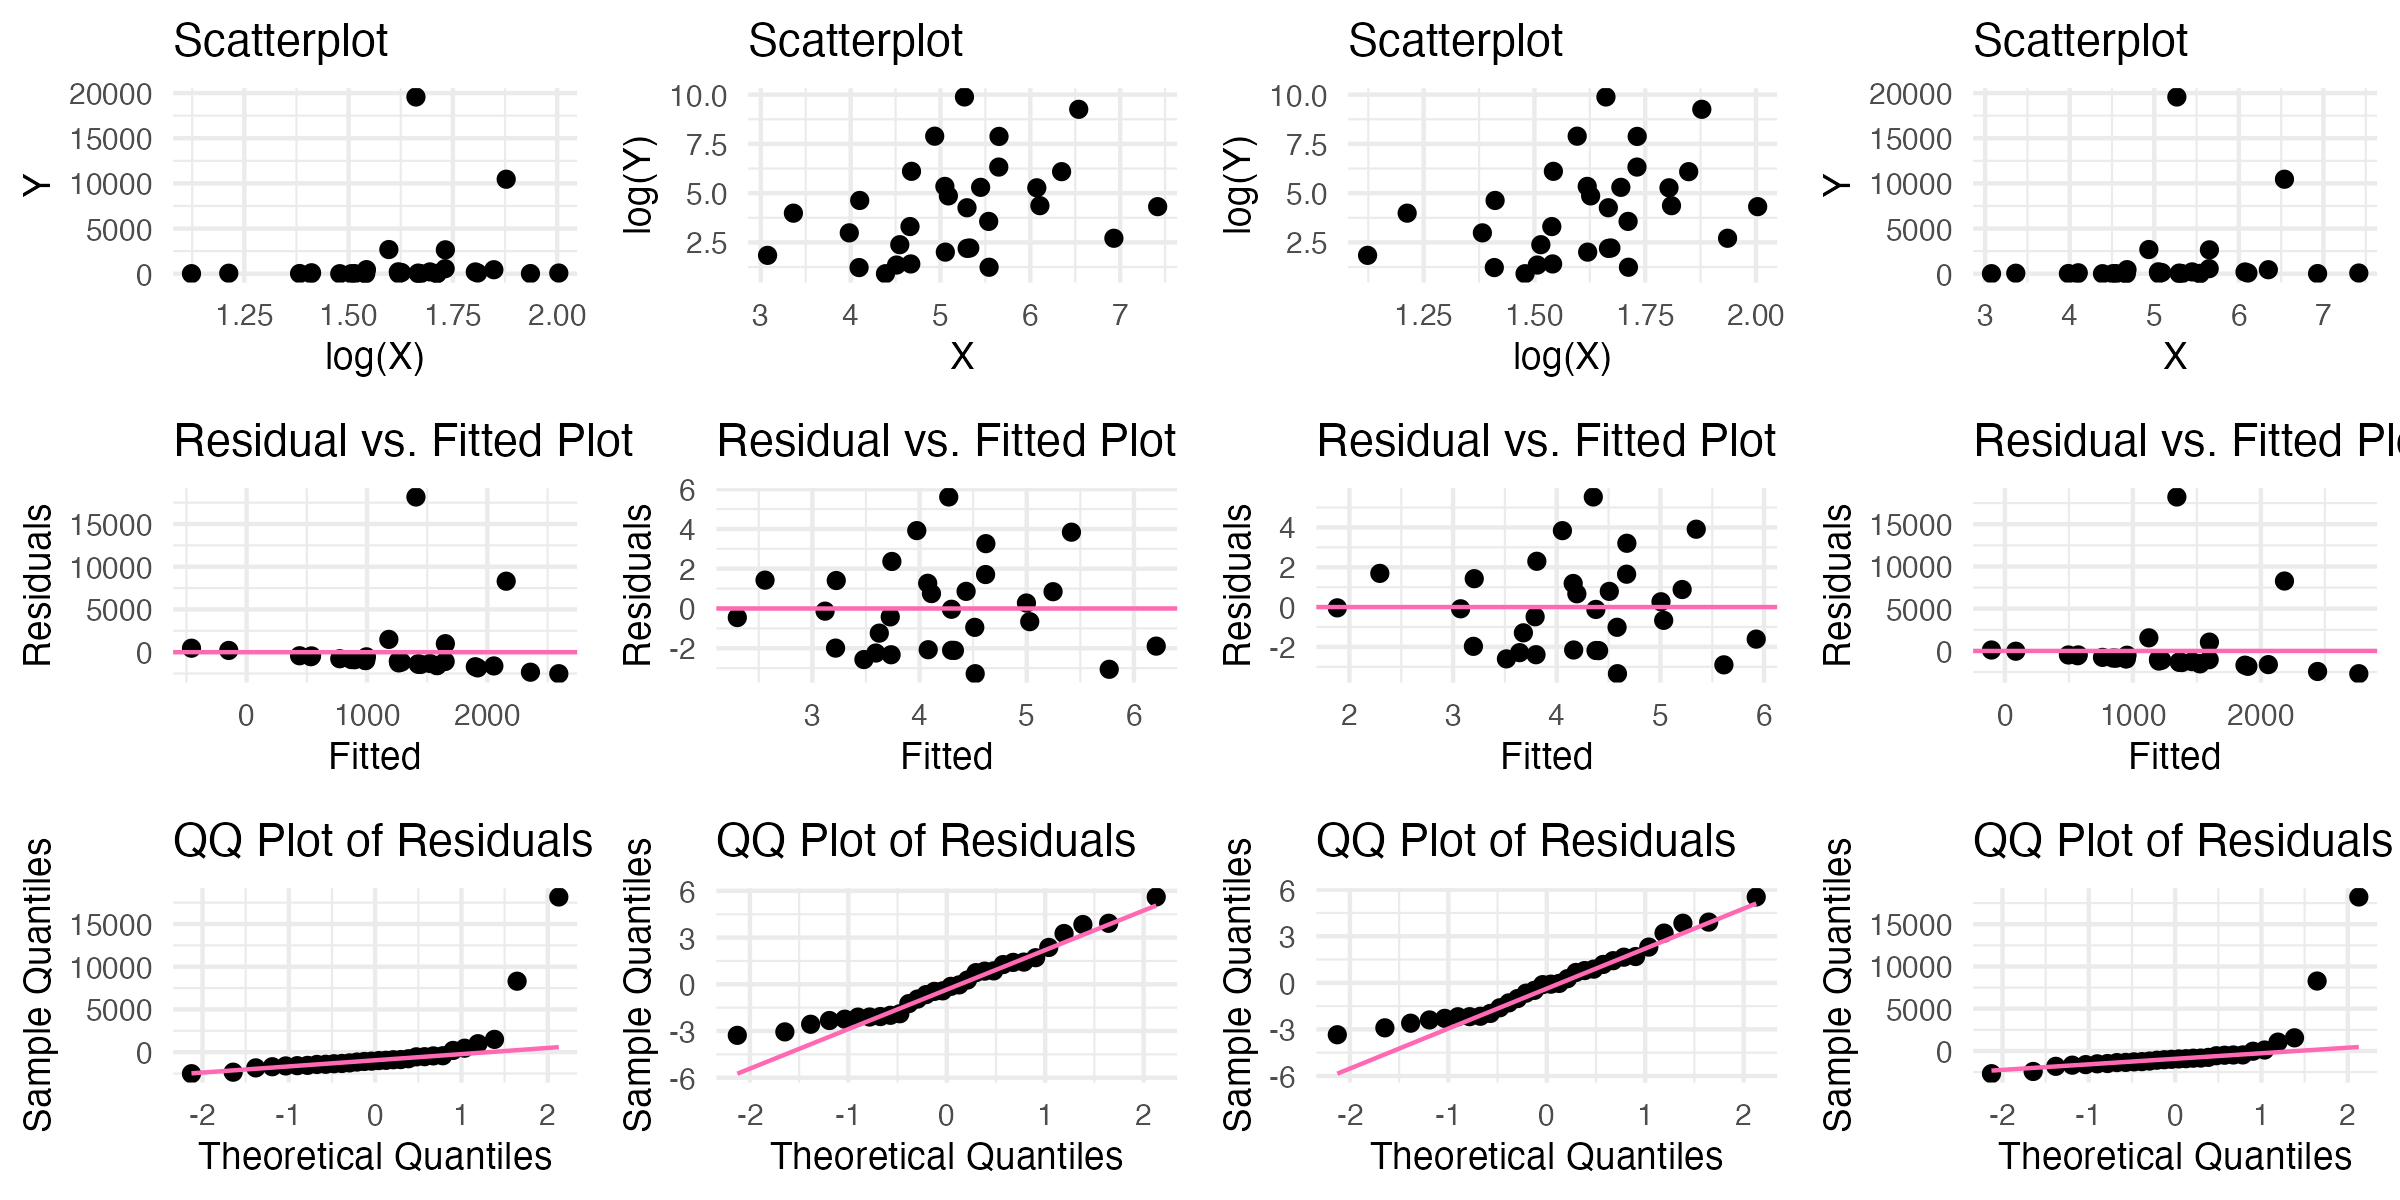 Scatterplot Scatterplot Scatterplot Scatterplot
20000
15000
10000
5000
0
Y
1.25 1.50 1.75 2.00
log(X)
10.0
7.5
5.0
2.5
log(Y)
3 4 5 6 7
X
10.0
7.5
5.0
2.5
log(Y)
1.25 1.50 1.75 2.00
log(X)
20000
15000
10000
5000
0
Y
3 4 5 6 7
X
Residual vs. Fitted Plot Residual vs. Fitted Plot Residual vs. Fitted Plot Residual vs. Fitted Pl
15000
10000
5000
0
Residuals
0 1000 2000
Fitted
6
4
2
0
-2
Residuals
3 4 5 6
Fitted
4
2
0
-2
Residuals
2 3 4 5 6
Fitted
15000
10000
5000
0
Residuals
0 1000 2000
Fitted
QQ Plot of Residuals QQ Plot of Residuals QQ Plot of Residuals QQ Plot of Residuals
15000
10000
5000
0
Sample Quantiles
-2 -1 0 1 2
Theoretical Quantiles
6
3
0
-3
-6
Sample Quantiles
-2 -1 0 1 2
Theoretical Quantiles
6
3
0
-3
-6
Sample Quantiles
-2 -1 0 1 2
Theoretical Quantiles
15000
10000
5000
0
Sample Quantiles
-2 -1 0 1 2
Theoretical Quantiles